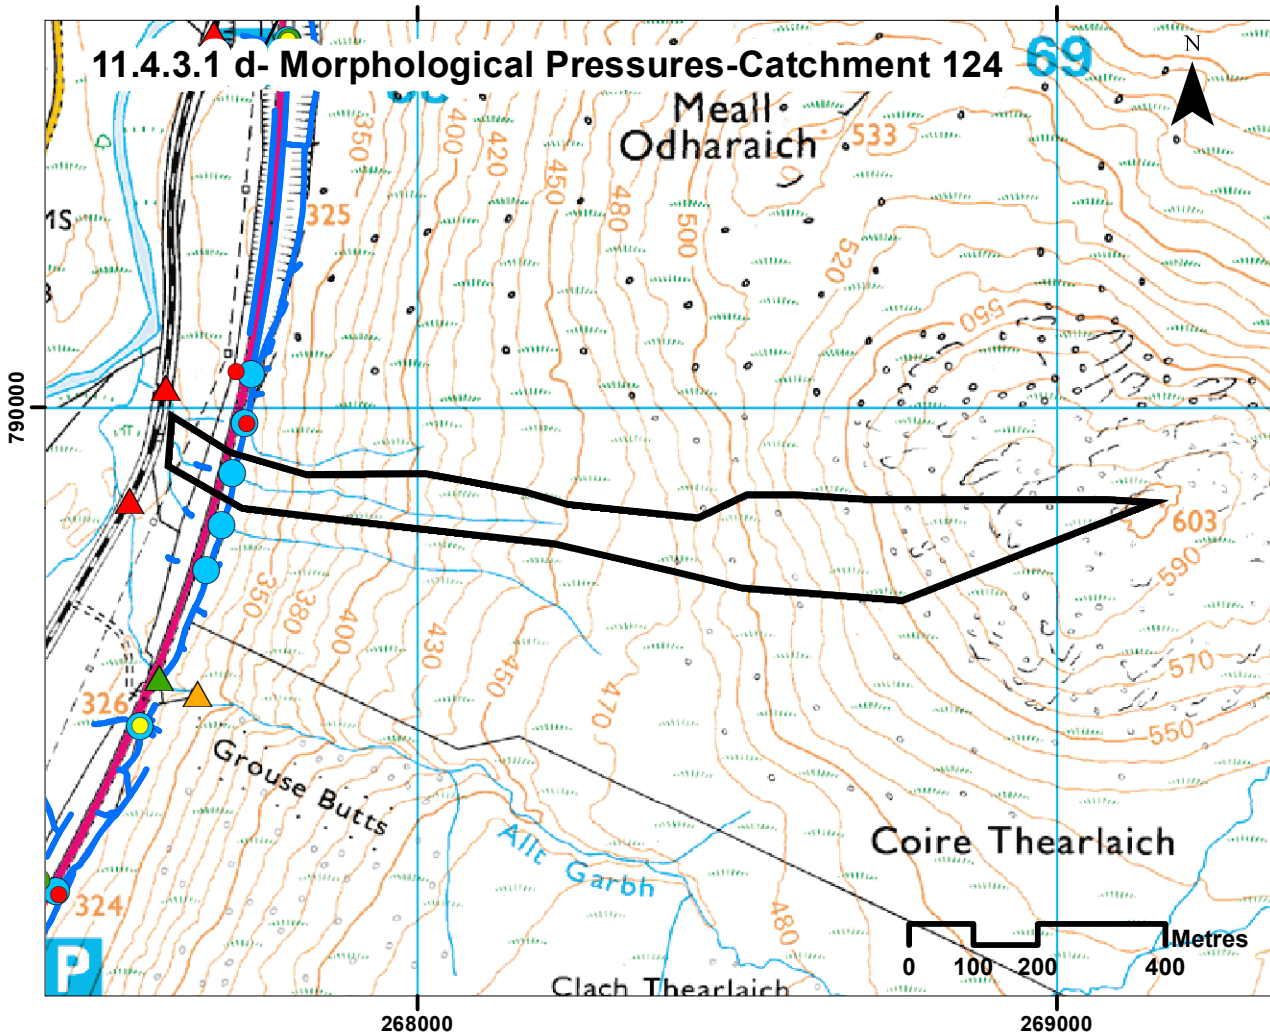 11.4.3.1 d- Morphological Pressures-Catchment 124
69
N
Meall
Odharaich
533
350
400
420
450
480
500
520
325
560
790000
603
590
350
380
400
430
450
470
570
550
326
Grouse Butts
Allt Garbh
Coire Thearlaich
480
324
P
Metres
0 100 200 400
Clach Thearlaich
268000
269000